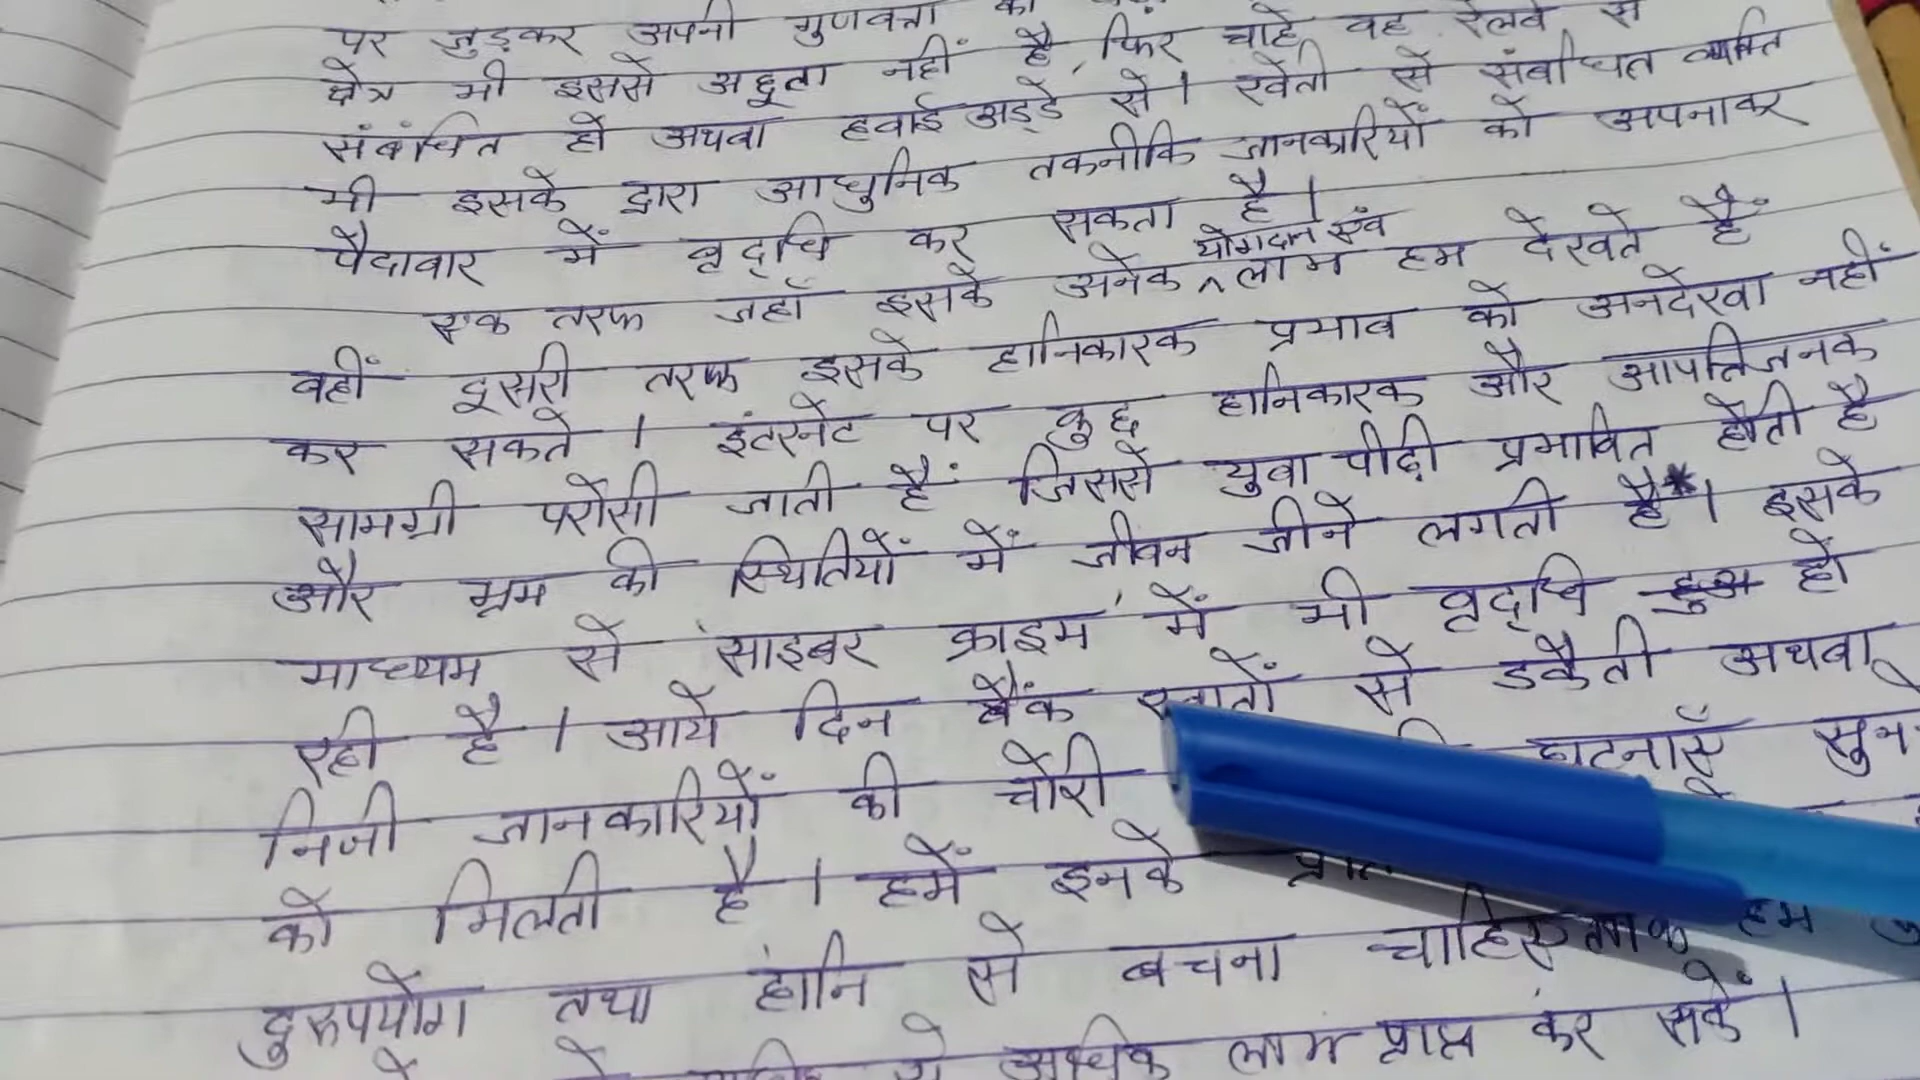 पर जुड़कर अपनी गुणवत्ता
क्षेत्र भी इससे अछूता नहीं है, फिर चाहे वह रेलवे से
संबंधित हो अथवा हवाई अड्डे से। खेती से संबंधित व्यक्ति
भी इसके द्वारा आधुनिक तकनीकि जानकारियों को अपनाकर
पैदावार में वृद्धि कर सकता है।
एक तरफ जहाँ इसके अनेक योगदान एंव लाभ हम देखते हैं
वहीं दूसरी तरफ इसके हानिकारक प्रभाव को अनदेखा नहीं
कर सकते। इंटरनेट पर कुछ हानिकारक और आपत्तिजनक
सामग्री परोसी जाती हैं जिससे युवा पीढ़ी प्रभावित होती है
और भ्रम की स्थितियों में जीवन जीने लगती है*। इसके
माध्यम से 'साइबर क्राइम' में भी वृद्धि हो
रही है। आये दिन बैंक खातों से डकैती अथवा
निजी जानकारियों की चोरी घटनाएँ
को मिलती है। हमें इनके
दुरुपयोग तथा हानि से बचना चाहिए ताकि हम
अधिक लाभ प्राप्त कर सकें।